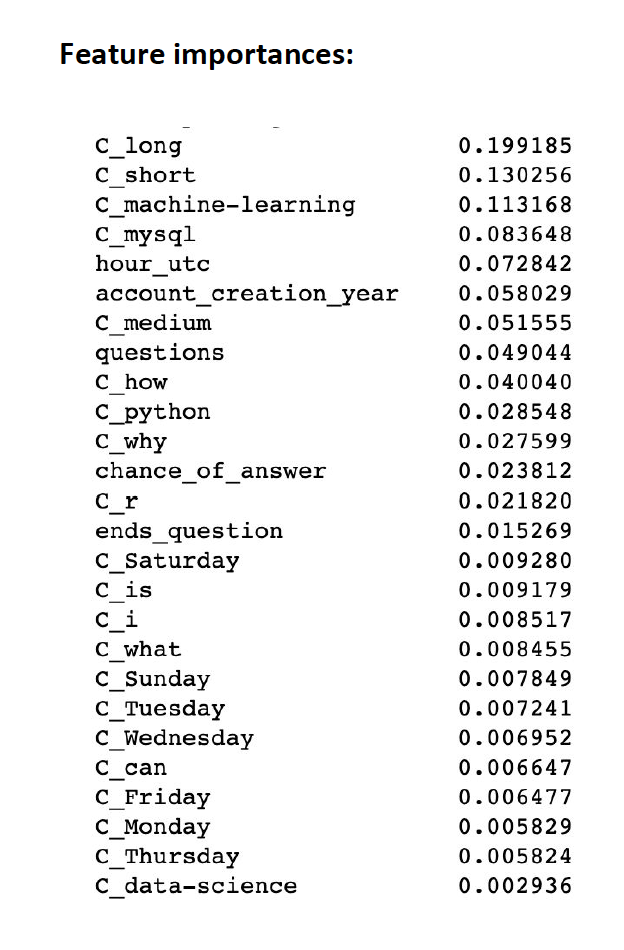 Feature importances:
C_long 0.199185
C_short 0.130256
C_machine-learning 0.113168
C_mysql 0.083648
hour_utc 0.072842
account_creation_year 0.058029
C_medium 0.051555
questions 0.049044
C_how 0.040040
C_python 0.028548
C_why 0.027599
chance_of_answer 0.023812
C_r 0.021820
ends_question 0.015269
C_Saturday 0.009280
C_is 0.009179
C_i 0.008517
C_what 0.008455
C_Sunday 0.007849
C_Tuesday 0.007241
C_Wednesday 0.006952
C_can 0.006647
C_Friday 0.006477
C_Monday 0.005829
C_Thursday 0.005824
C_data-science 0.002936